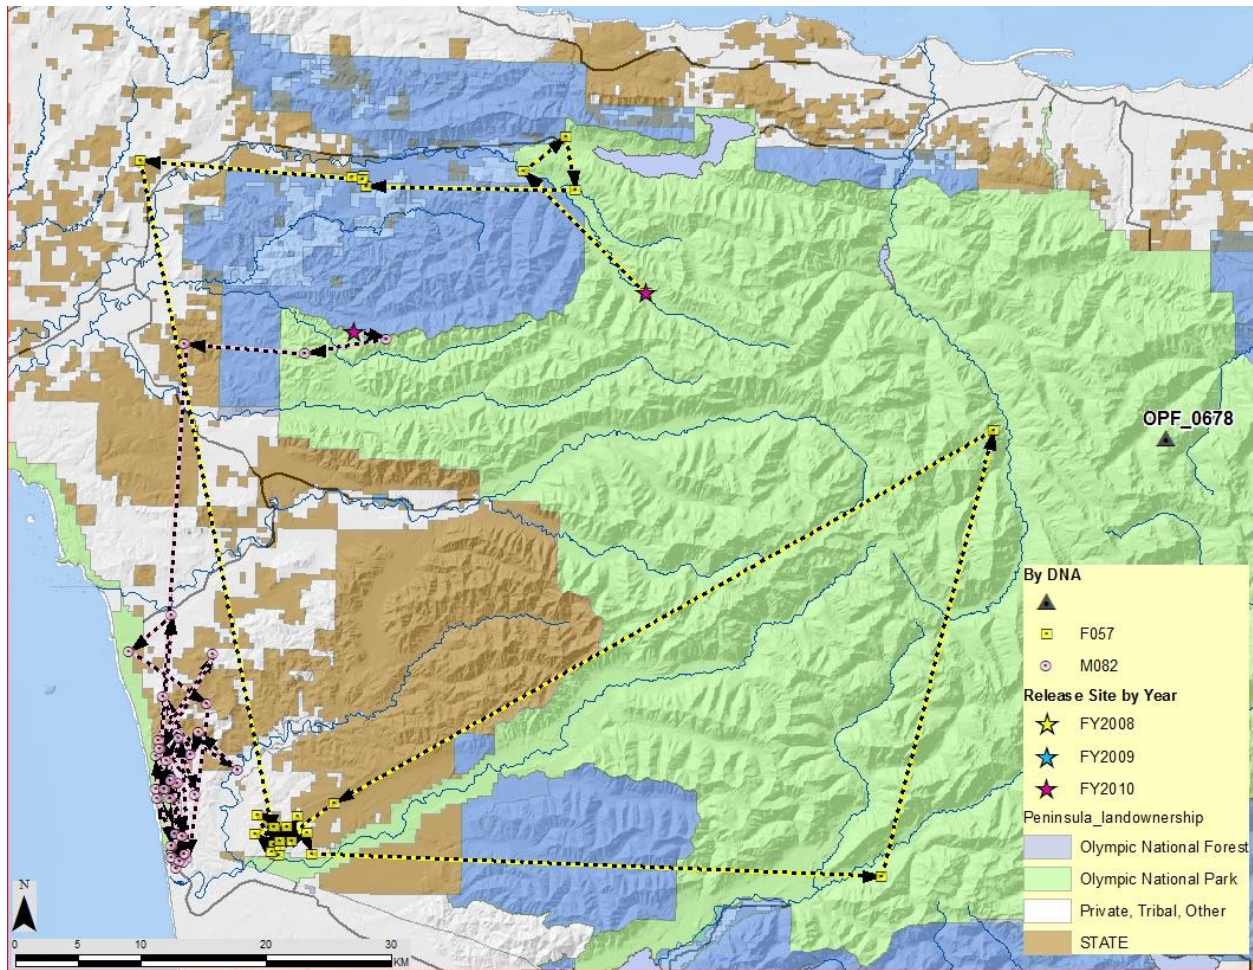 OPF_0678
By DNA
F057
M082
Release Site by Year
FY2008
FY2009
FY2010
Peninsula_landownership
Olympic National Forest
Olympic National Park
Private, Tribal, Other
STATE
N
0 5 10 20 30
KM